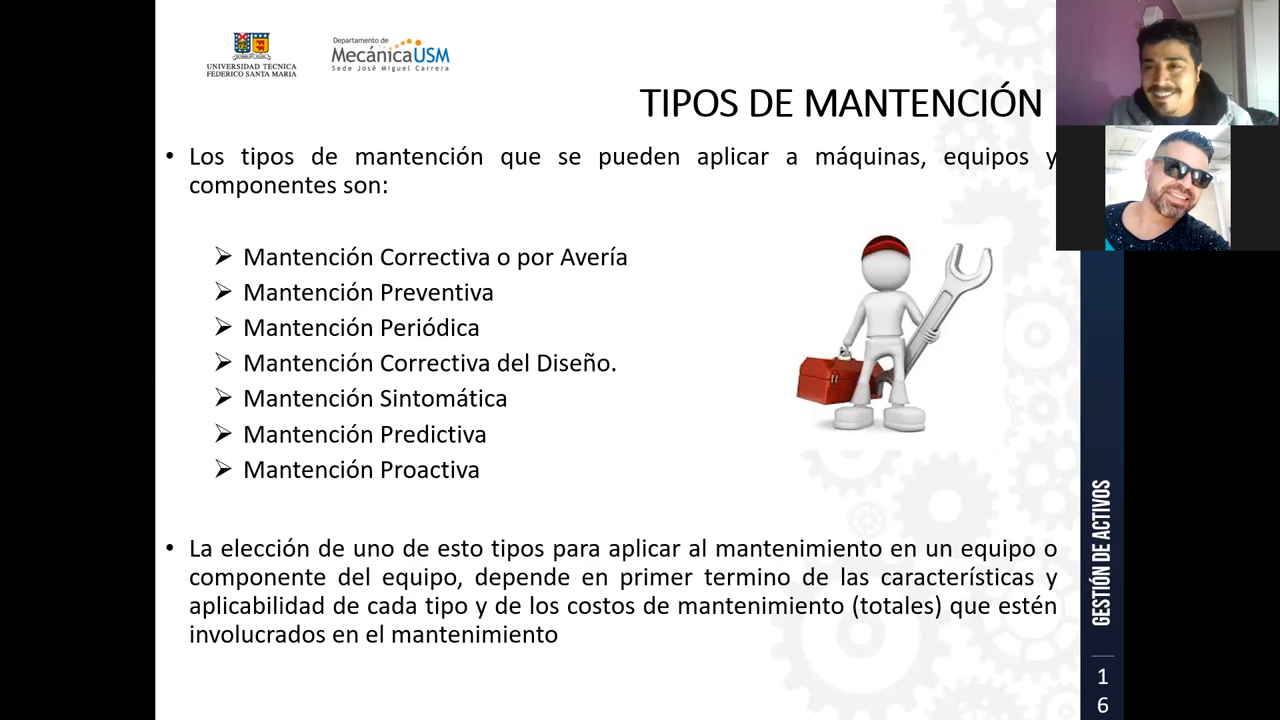 UNIVERSIDAD TECNICA
FEDERICO SANTA MARIA
Departamento de
MecánicaUSM
Sede José Miguel Carrera
TIPOS DE MANTENCIÓN
• Los tipos de mantención que se pueden aplicar a máquinas, equipos y
componentes son:
➢ Mantención Correctiva o por Avería
➢ Mantención Preventiva
➢ Mantención Periódica
➢ Mantención Correctiva del Diseño.
➢ Mantención Sintomática
➢ Mantención Predictiva
➢ Mantención Proactiva
• La elección de uno de esto tipos para aplicar al mantenimiento en un equipo o
componente del equipo, depende en primer termino de las características y
aplicabilidad de cada tipo y de los costos de mantenimiento (totales) que estén
involucrados en el mantenimiento
GESTIÓN DE ACTIVOS
1
6